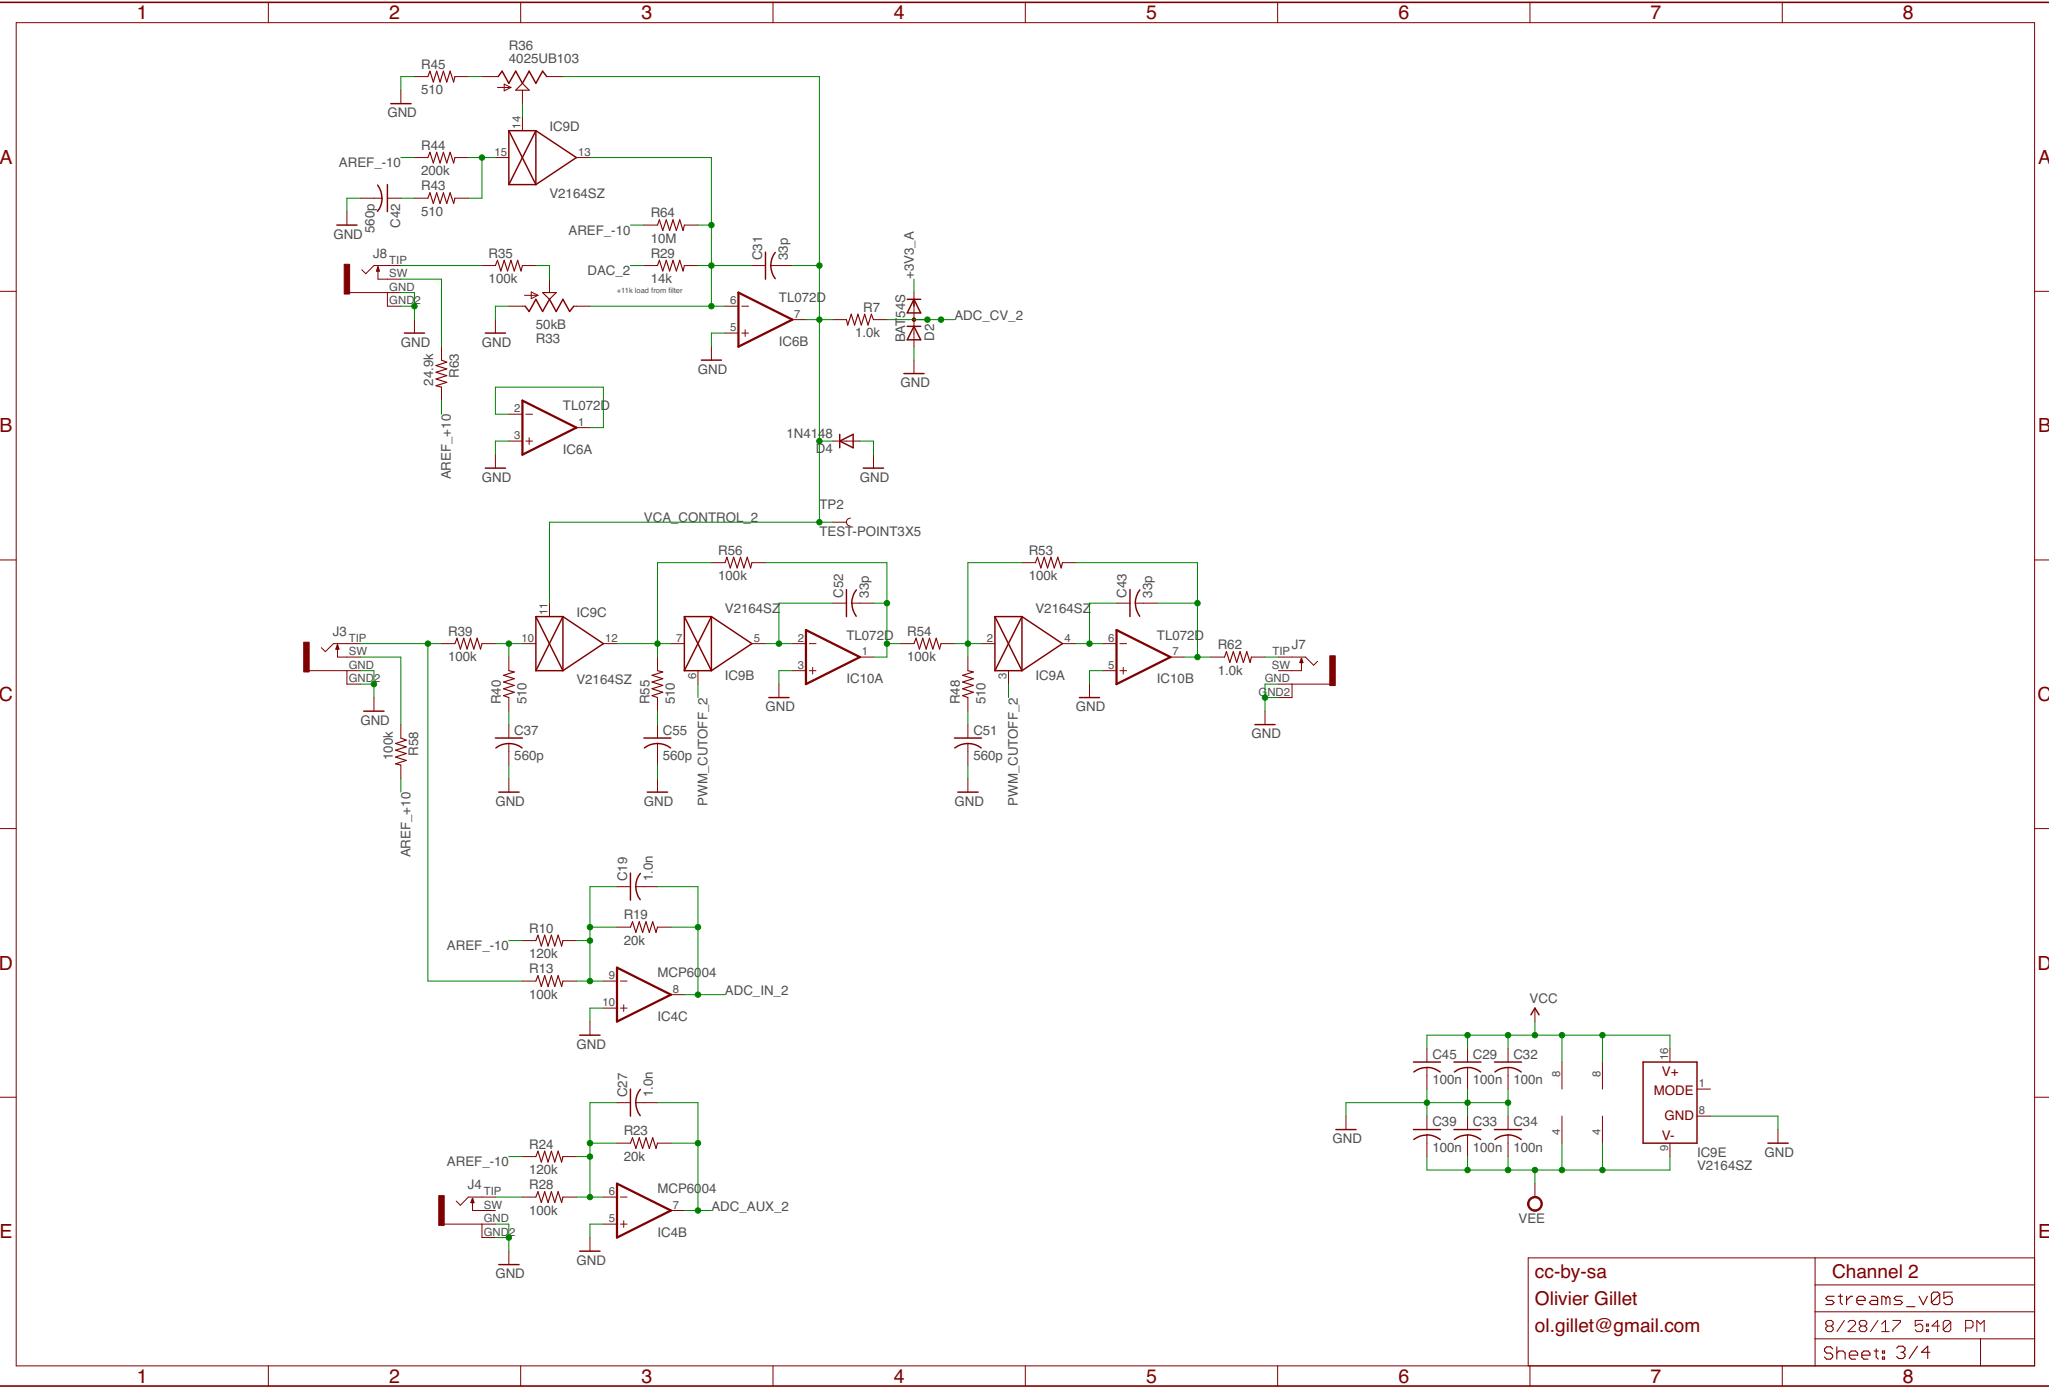 1 2 3 4 5 6 7 8
A
A
B
B
C
C
D
D
E
E
R36
4025UB103
R45
510
GND
14
IC9D
AREF_-10
R44
200k
15
13
V2164SZ
R43
510
560p
C42
GND
R64
10M
AREF_-10
R29
14k
DAC_2
+11k load from filter
C31
33p
J8
TIP
SW
GND
GND2
GND
R35
100k
50kB
R33
GND
24.9k
R63
AREF_+10
6
5
7
TL072D
IC6B
GND
R7
1.0k
+3V3_A
BAT54S
D2
ADC_CV_2
GND
2
3
1
TL072D
IC6A
GND
1N4148
D4
GND
TP2
TEST-POINT3X5
VCA_CONTROL_2
R56
100k
R53
100k
J3
TIP
SW
GND
GND2
GND
R39
100k
11
10
12
IC9C
V2164SZ
R40
510
C37
560p
GND
100k
R58
AREF_+10
7
5
6
V2164SZ
IC9B
R55
510
C55
560p
GND
PWM_CUTOFF_2
C52
33p
2
3
1
TL072D
IC10A
GND
R54
100k
2
4
3
V2164SZ
IC9A
R48
510
C51
560p
GND
PWM_CUTOFF_2
C43
33p
6
5
7
TL072D
IC10B
GND
R62
1.0k
J7
TIP
SW
GND
GND2
GND
C19
1.0n
R19
20k
AREF_-10
R10
120k
R13
100k
9
10
8
MCP6004
IC4C
ADC_IN_2
GND
C27
1.0n
R23
20k
AREF_-10
R24
120k
J4
TIP
SW
GND
GND2
GND
R28
100k
6
5
7
MCP6004
IC4B
ADC_AUX_2
GND
VCC
C45
100n
C29
100n
C32
100n
8
8
C39
100n
C33
100n
C34
100n
4
4
GND
VEE
16
V+
MODE
1
GND
8
V-
9
IC9E
V2164SZ
GND
cc-by-sa
Olivier Gillet
ol.gillet@gmail.com
Channel 2
streams_v05
8/28/17 5:40 PM
Sheet: 3/4
1 2 3 4 5 6 7 8